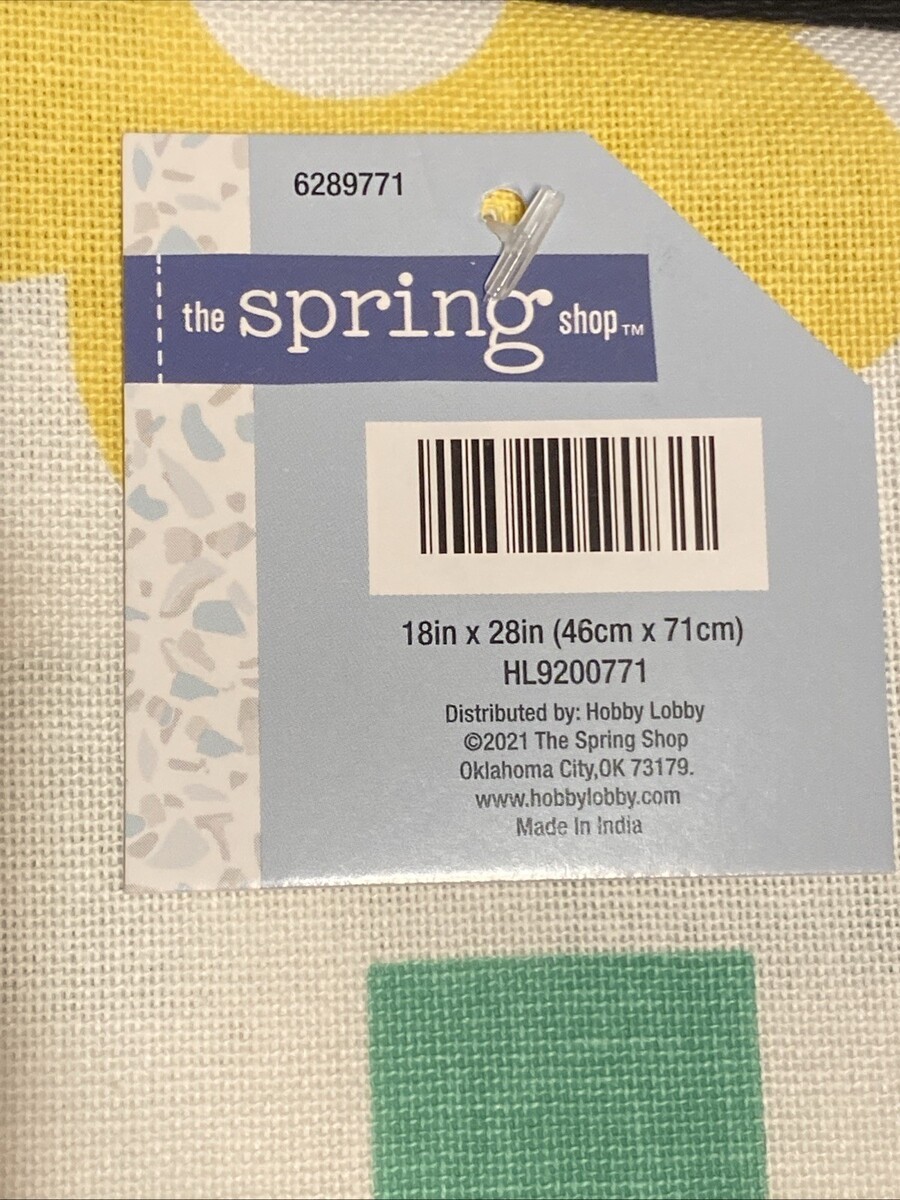 6289771
the spring shop™
18in x 28in (46cm x 71cm)
HL9200771
Distributed by: Hobby Lobby
©2021 The Spring Shop
Oklahoma City,OK 73179.
www.hobbylobby.com
Made In India